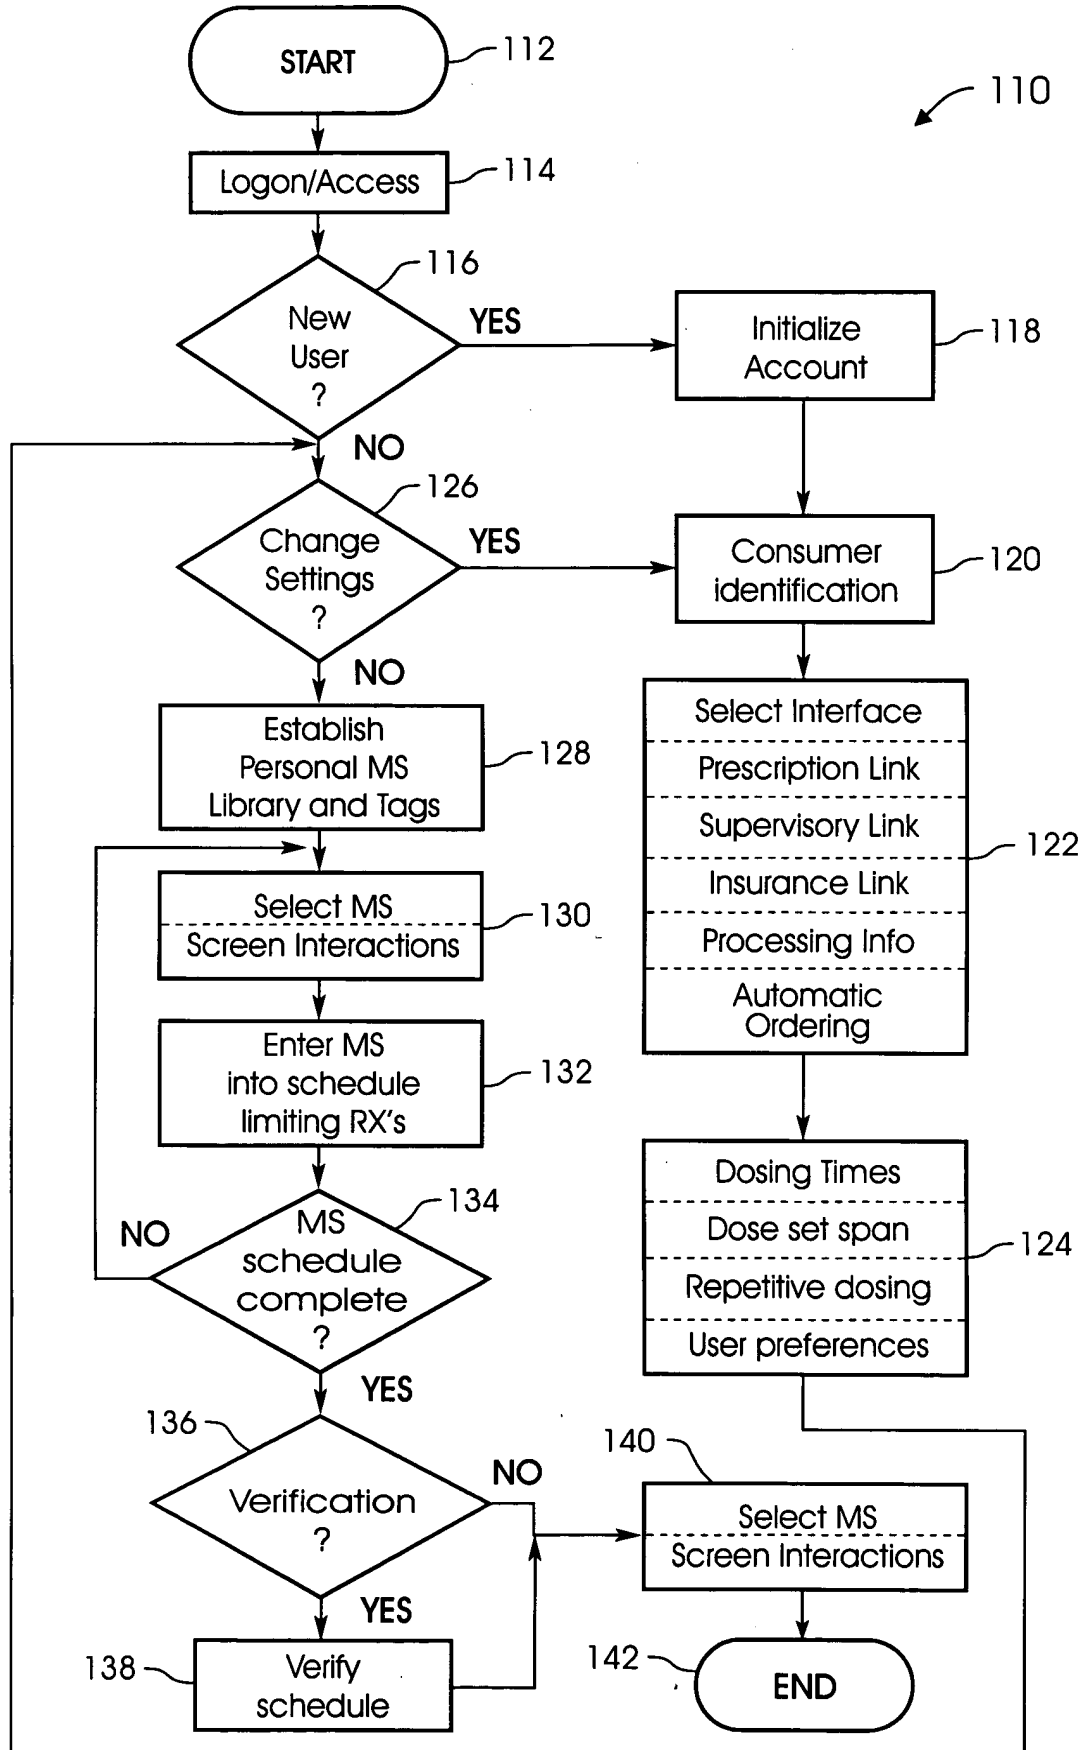 START
112
110
Logon/Access
114
116
New
User
?
YES
Initialize
Account
118
NO
126
Change
Settings
?
YES
Consumer
identification
120
NO
Establish
Personal MS
Library and Tags
128
Select Interface
Prescription Link
Supervisory Link
Insurance Link
Processing Info
Automatic
Ordering
122
Select MS
Screen Interactions
130
Enter MS
into schedule
limiting RX's
132
134
MS
schedule
complete
?
NO
YES
Dosing Times
Dose set span
Repetitive dosing
User preferences
124
136
Verification
?
NO
YES
140
Select MS
Screen Interactions
138
Verify
schedule
142
END